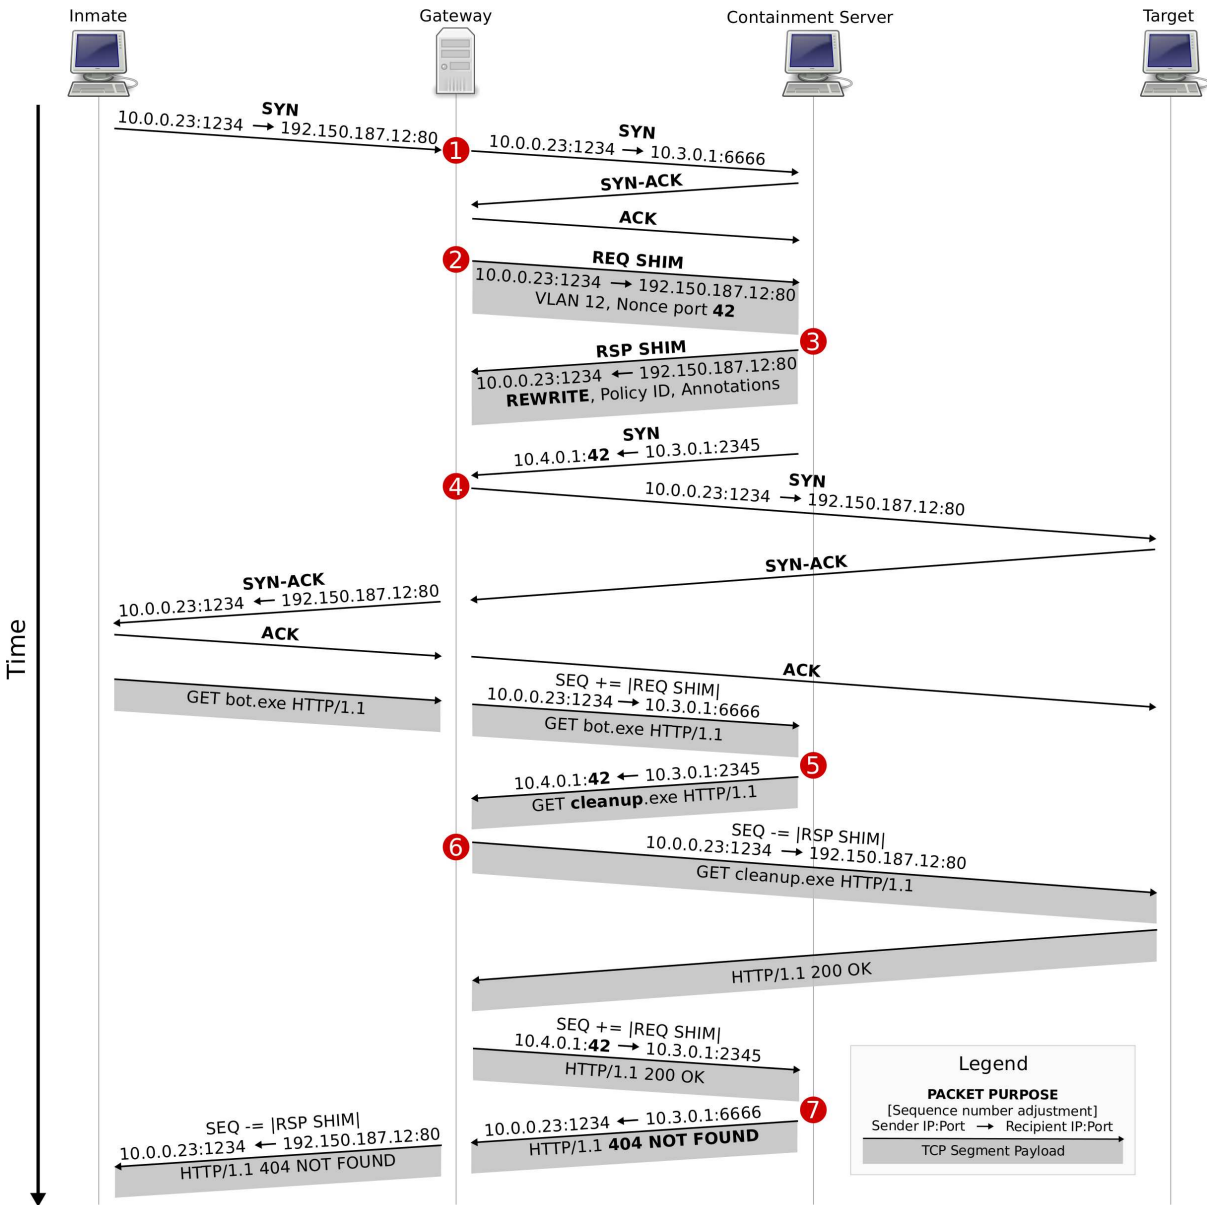 Inmate
Gateway
Containment Server
Target
Time
SYN
10.0.0.23:1234 → 192.150.187.12:80
1
SYN
10.0.0.23:1234 → 10.3.0.1:6666
SYN-ACK
ACK
2
REQ SHIM
10.0.0.23:1234 → 192.150.187.12:80
VLAN 12, Nonce port 42
3
RSP SHIM
10.0.0.23:1234 ← 192.150.187.12:80
REWRITE, Policy ID, Annotations
SYN
10.4.0.1:42 ← 10.3.0.1:2345
4
SYN
10.0.0.23:1234 → 192.150.187.12:80
SYN-ACK
SYN-ACK
10.0.0.23:1234 ← 192.150.187.12:80
ACK
ACK
GET bot.exe HTTP/1.1
SEQ += |REQ SHIM|
10.0.0.23:1234 → 10.3.0.1:6666
GET bot.exe HTTP/1.1
5
10.4.0.1:42 ← 10.3.0.1:2345
GET cleanup.exe HTTP/1.1
6
SEQ -= |RSP SHIM|
10.0.0.23:1234 → 192.150.187.12:80
GET cleanup.exe HTTP/1.1
HTTP/1.1 200 OK
SEQ += |REQ SHIM|
10.4.0.1:42 → 10.3.0.1:2345
HTTP/1.1 200 OK
7
10.0.0.23:1234 ← 10.3.0.1:6666
HTTP/1.1 404 NOT FOUND
SEQ -= |RSP SHIM|
10.0.0.23:1234 ← 192.150.187.12:80
HTTP/1.1 404 NOT FOUND
Legend
PACKET PURPOSE
[Sequence number adjustment]
Sender IP:Port → Recipient IP:Port
TCP Segment Payload